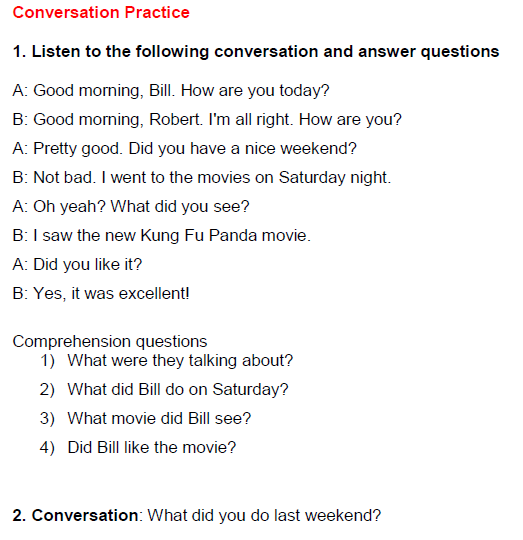 Conversation Practice
1. Listen to the following conversation and answer questions
A: Good morning, Bill. How are you today?
B: Good morning, Robert. I'm all right. How are you?
A: Pretty good. Did you have a nice weekend?
B: Not bad. I went to the movies on Saturday night.
A: Oh yeah? What did you see?
B: I saw the new Kung Fu Panda movie.
A: Did you like it?
B: Yes, it was excellent!
Comprehension questions
1) What were they talking about?
2) What did Bill do on Saturday?
3) What movie did Bill see?
4) Did Bill like the movie?
2. Conversation: What did you do last weekend?